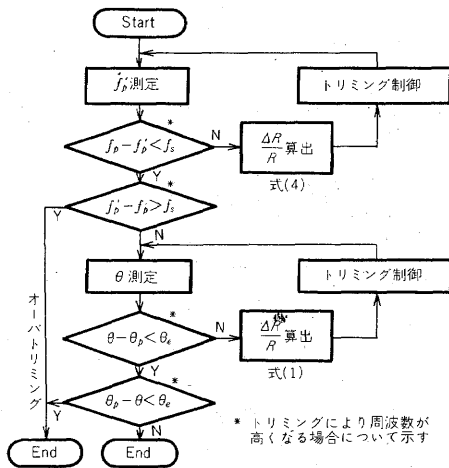 Start
f'p測定
トリミング制御
*
fp−f'p<fs
N
ΔR/R 算出
式(4)
Y
*
f'p−fp>fs
Y
N
θ測定
トリミング制御
オーバトリミング
*
θ−θp<θe
N
ΔR/R 算出
式(1)
Y
*
θp−θ<θe
Y
N
* トリミングにより周波数が
高くなる場合について示す
End
End